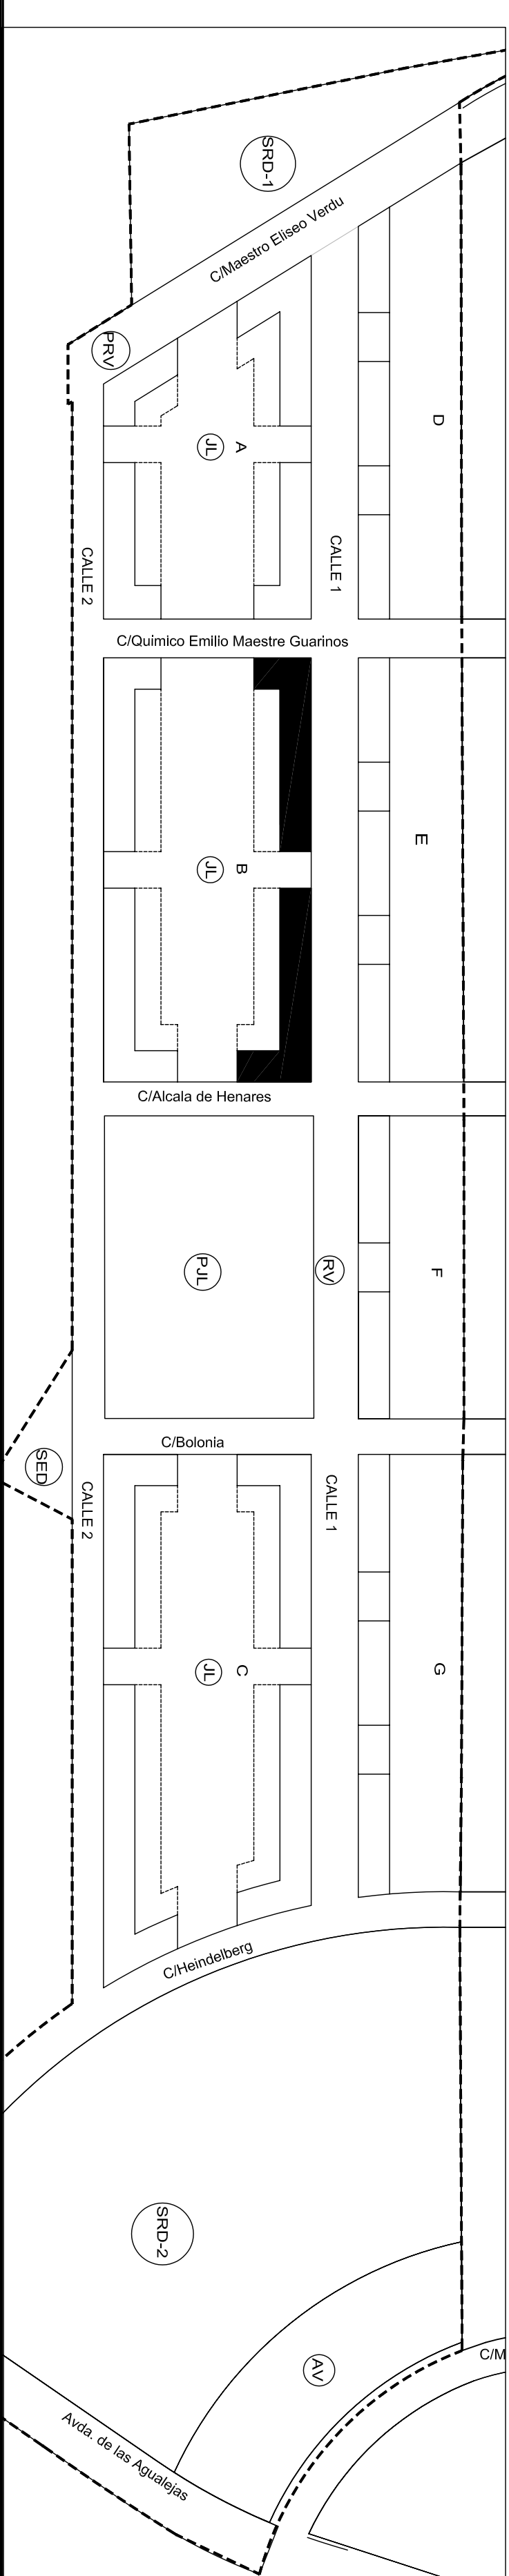 SRD-1
C/Maestro Eliseo Verdu
PRV
D
A
JL
CALLE 1
CALLE 2
C/Químico Emilio Maestre Guarinos
E
B
JL
C/Alcala de Henares
PJL
RV
F
C/Bolonia
SED
CALLE 2
CALLE 1
G
C
JL
C/Heindelberg
SRD-2
AV
C/M
Avda. de las Agualejas